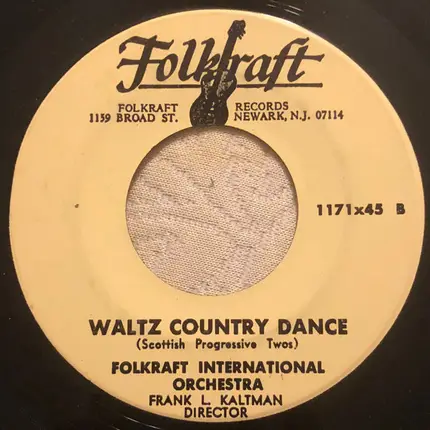 Folkraft
FOLKRAFT RECORDS
1159 BROAD ST. NEWARK, N.J. 07114
1171x45 B
WALTZ COUNTRY DANCE
(Scottish Progressive Twos)
FOLKRAFT INTERNATIONAL
ORCHESTRA
FRANK L. KALTMAN
DIRECTOR